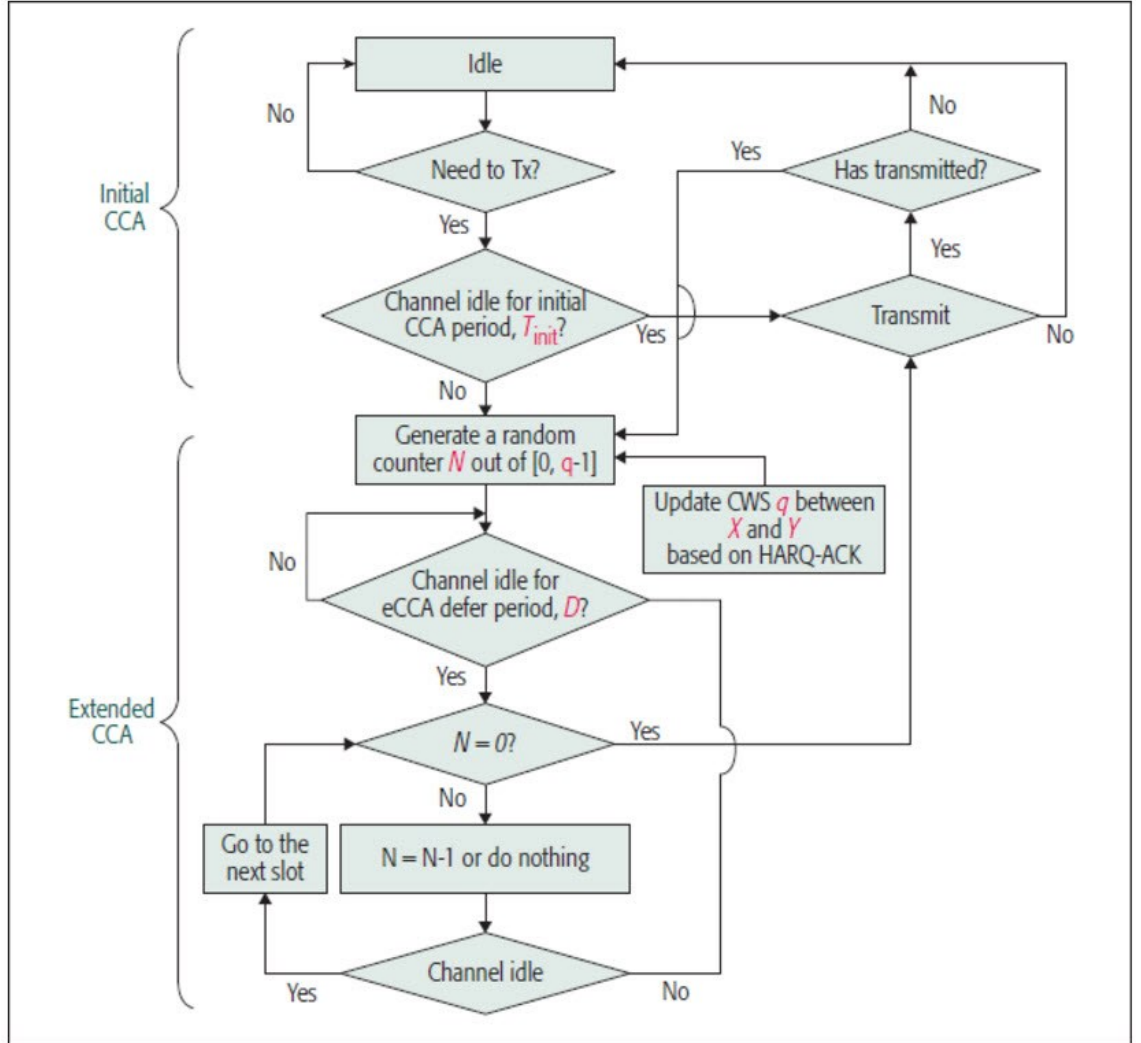 Idle
No
Need to Tx?
Yes
Initial
CCA
Channel idle for initial
CCA period, Tinit?
Yes
No
Yes
Has transmitted?
No
Yes
Transmit
No
Generate a random
counter N out of [0, q-1]
Update CWS q between
X and Y
based on HARQ-ACK
No
Channel idle for
eCCA defer period, D?
Yes
Extended
CCA
N = 0?
Yes
No
Go to the
next slot
N = N-1 or do nothing
Channel idle
Yes
No